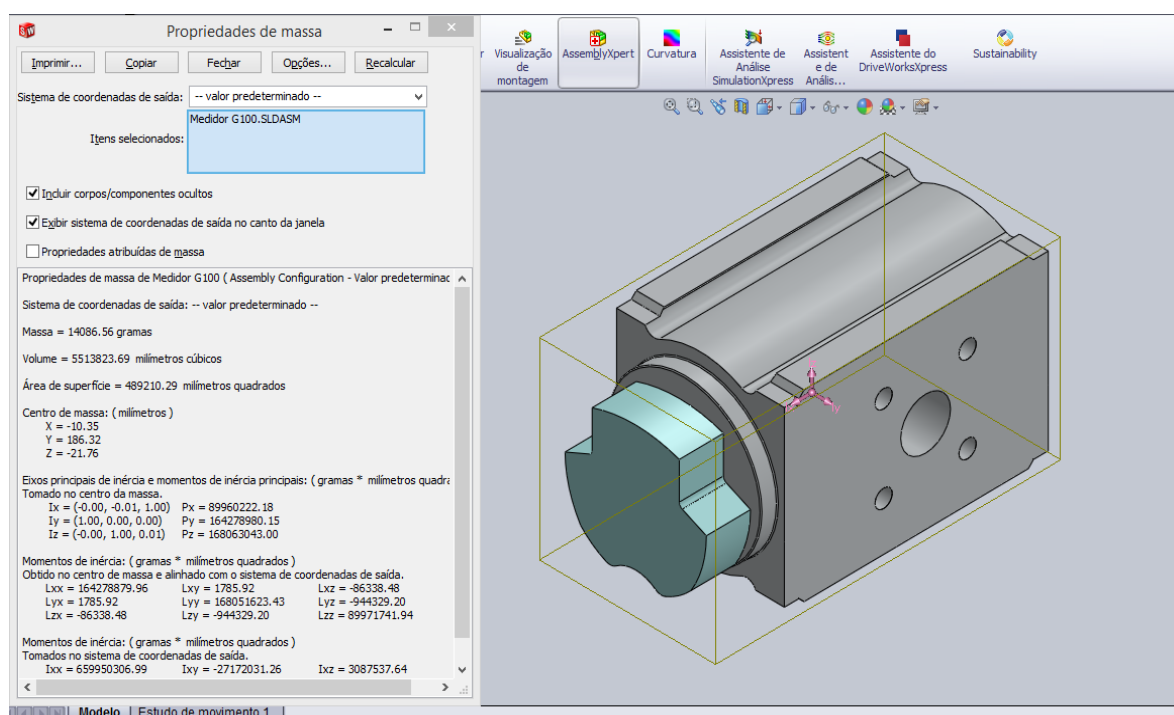 Propriedades de massa
Imprimir...
Copiar
Fechar
Opções...
Recalcular
Sistema de coordenadas de saída:
-- valor predeterminado --
Itens selecionados:
Medidor G100.SLDASM
Incluir corpos/componentes ocultos
Exibir sistema de coordenadas de saída no canto da janela
Propriedades atribuídas de massa
Propriedades de massa de Medidor G100 ( Assembly Configuration - Valor predeterminac
Sistema de coordenadas de saída: -- valor predeterminado --
Massa = 14086.56 gramas
Volume = 5513823.69 milímetros cúbicos
Área de superfície = 489210.29 milímetros quadrados
Centro de massa: ( milímetros )
X = -10.35
Y = 186.32
Z = -21.76
Eixos principais de inércia e momentos de inércia principais: ( gramas * milímetros quadra
Tomado no centro da massa.
Ix = (-0.00, -0.01, 1.00) Px = 89960222.18
Iy = (1.00, 0.00, 0.00) Py = 164278980.15
Iz = (-0.00, 1.00, 0.01) Pz = 168063043.00
Momentos de inércia: ( gramas * milímetros quadrados )
Obtido no centro de massa e alinhado com o sistema de coordenadas de saída.
Lxx = 164278879.96 Lxy = 1785.92 Lxz = -86338.48
Lyx = 1785.92 Lyy = 168051623.43 Lyz = -944329.20
Lzx = -86338.48 Lzy = -944329.20 Lzz = 89971741.94
Momentos de inércia: ( gramas * milímetros quadrados )
Tomados no sistema de coordenadas de saída.
Ixx = 659950306.99 Ixy = -27172031.26 Ixz = 3087537.64
Modelo
Estudo de movimento 1
r Visualização
de
montagem
AssemblyXpert
Curvatura
Assistente de
Análise
SimulationXpress
Assistent
e de
Anális...
Assistente do
DriveWorksXpress
Sustainability